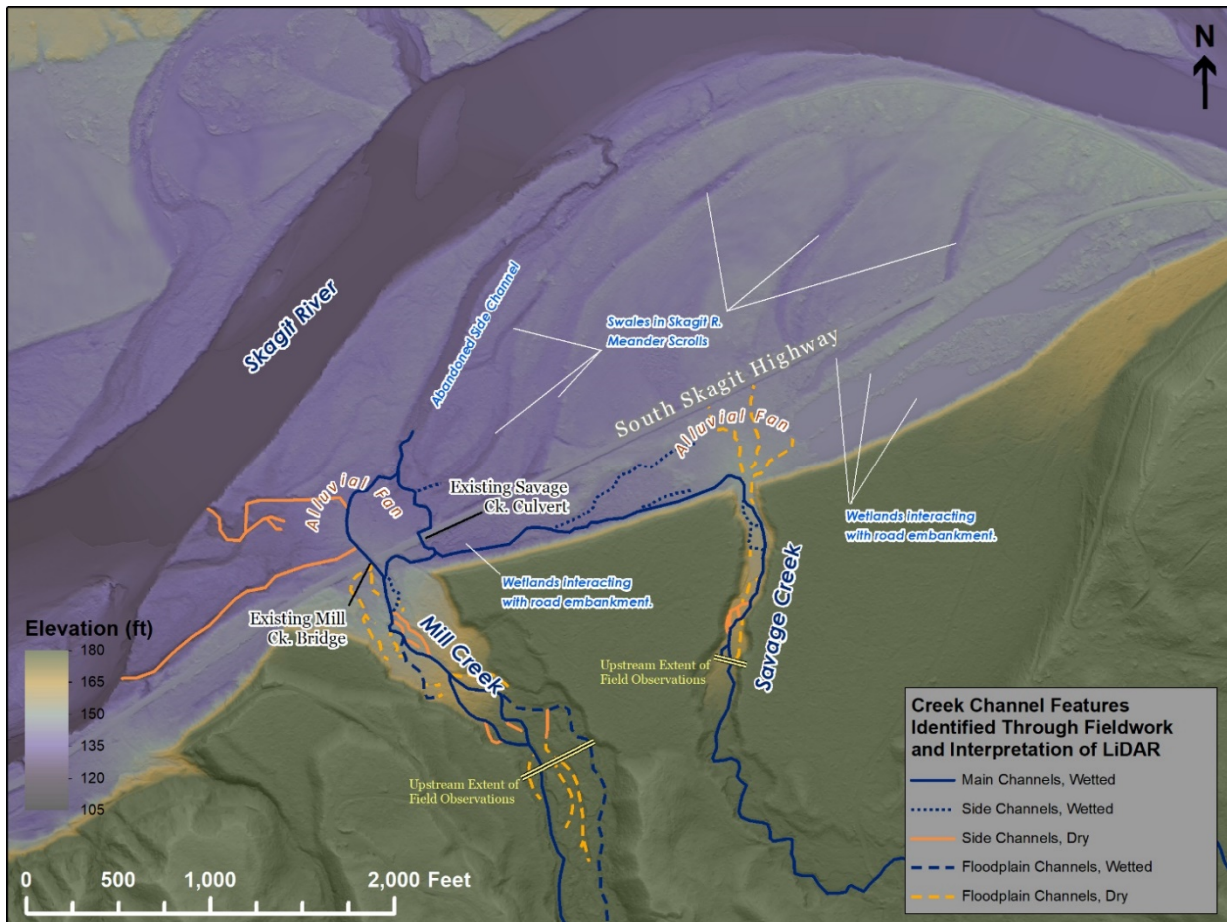 N
Skagit River
Abandoned Side Channel
Swales in Skagit R.
Meander Scrolls
South Skagit Highway
Alluvial Fan
Alluvial Fan
Existing Savage
Ck. Culvert
Wetlands interacting
with road embankment.
Wetlands interacting
with road embankment.
Existing Mill
Ck. Bridge
Mill Creek
Savage Creek
Upstream Extent of
Field Observations
Upstream Extent of
Field Observations
Elevation (ft)
180
165
150
135
120
105
0 500 1,000 2,000 Feet
Creek Channel Features
Identified Through Fieldwork
and Interpretation of LiDAR
Main Channels, Wetted
Side Channels, Wetted
Side Channels, Dry
Floodplain Channels, Wetted
Floodplain Channels, Dry